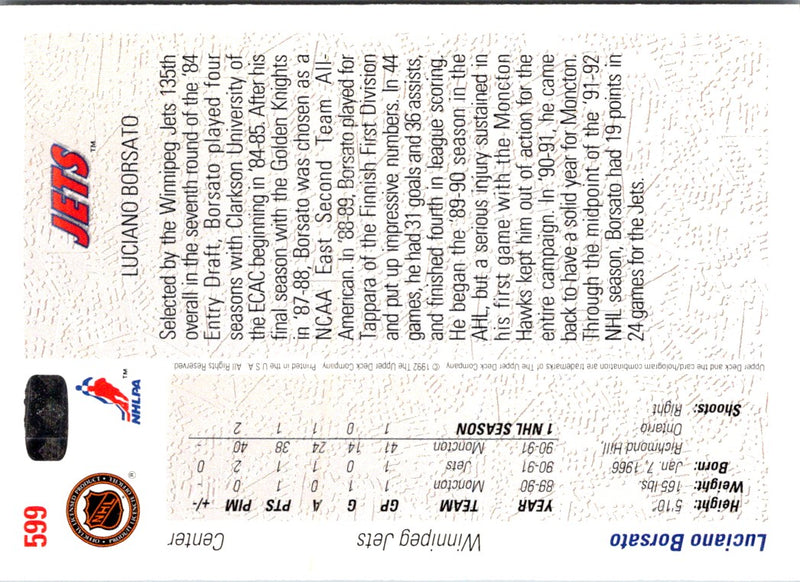 JETS™
LUCIANO BORSATO
Selected by the Winnipeg Jets 135th
overall in the seventh round of the '84
Entry Draft, Borsato played four
seasons with Clarkson University of
the ECAC beginning in '84-85. After his
final season with the Golden Knights
in '87-88, Borsato was chosen as a
NCAA East Second Team All-
American. In '88-89, Borsato played for
Tappara of the Finnish First Division
and put up impressive numbers. In 44
games, he had 31 goals and 36 assists,
and finished fourth in league scoring.
He began the '89-90 season in the
AHL, but a serious injury sustained in
his first game with the Moncton
Hawks kept him out of action for the
entire campaign. In '90-91, he came
back to have a solid year for Moncton.
Through the midpoint of the '91-92
NHL season, Borsato had 19 points in
24 games for the Jets.
Upper Deck and the card/hologram combination are trademarks of The Upper Deck Company. © 1992 The Upper Deck Company. Printed in the U.S.A. All Rights Reserved.
Luciano Borsato Winnipeg Jets Center
Height: 5'10"
Weight: 165 lbs.
Born: Jan. 7, 1966
Richmond Hill,
Ontario
Shoots: Right
YEAR TEAM GP G A PTS PIM +/-
89-90 Moncton 1 1 0 1 0 -
90-91 Jets 1 0 1 1 2 0
90-91 Moncton 41 14 24 38 40 -
1 NHL SEASON 1 0 1 1 2
NHLPA™
OFFICIAL LICENSED PRODUCT
NHL
®
599